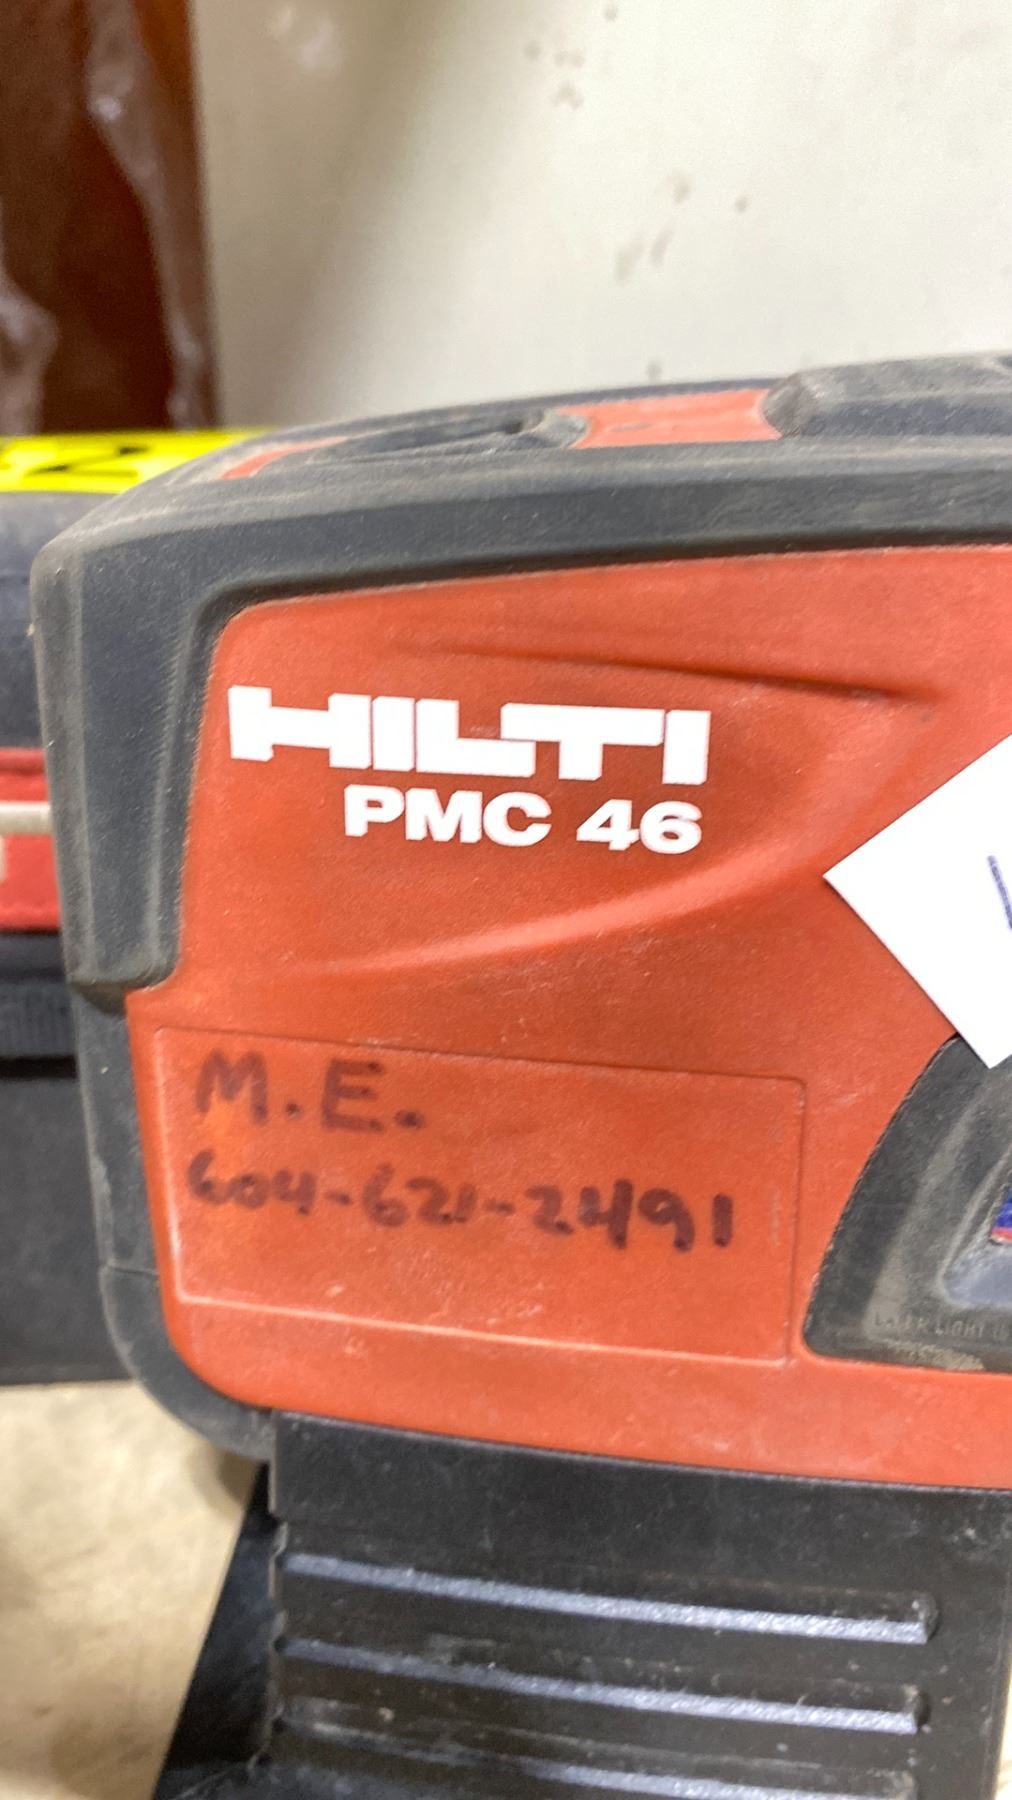 HILTI
PMC 46
M.E.
604-621-2491